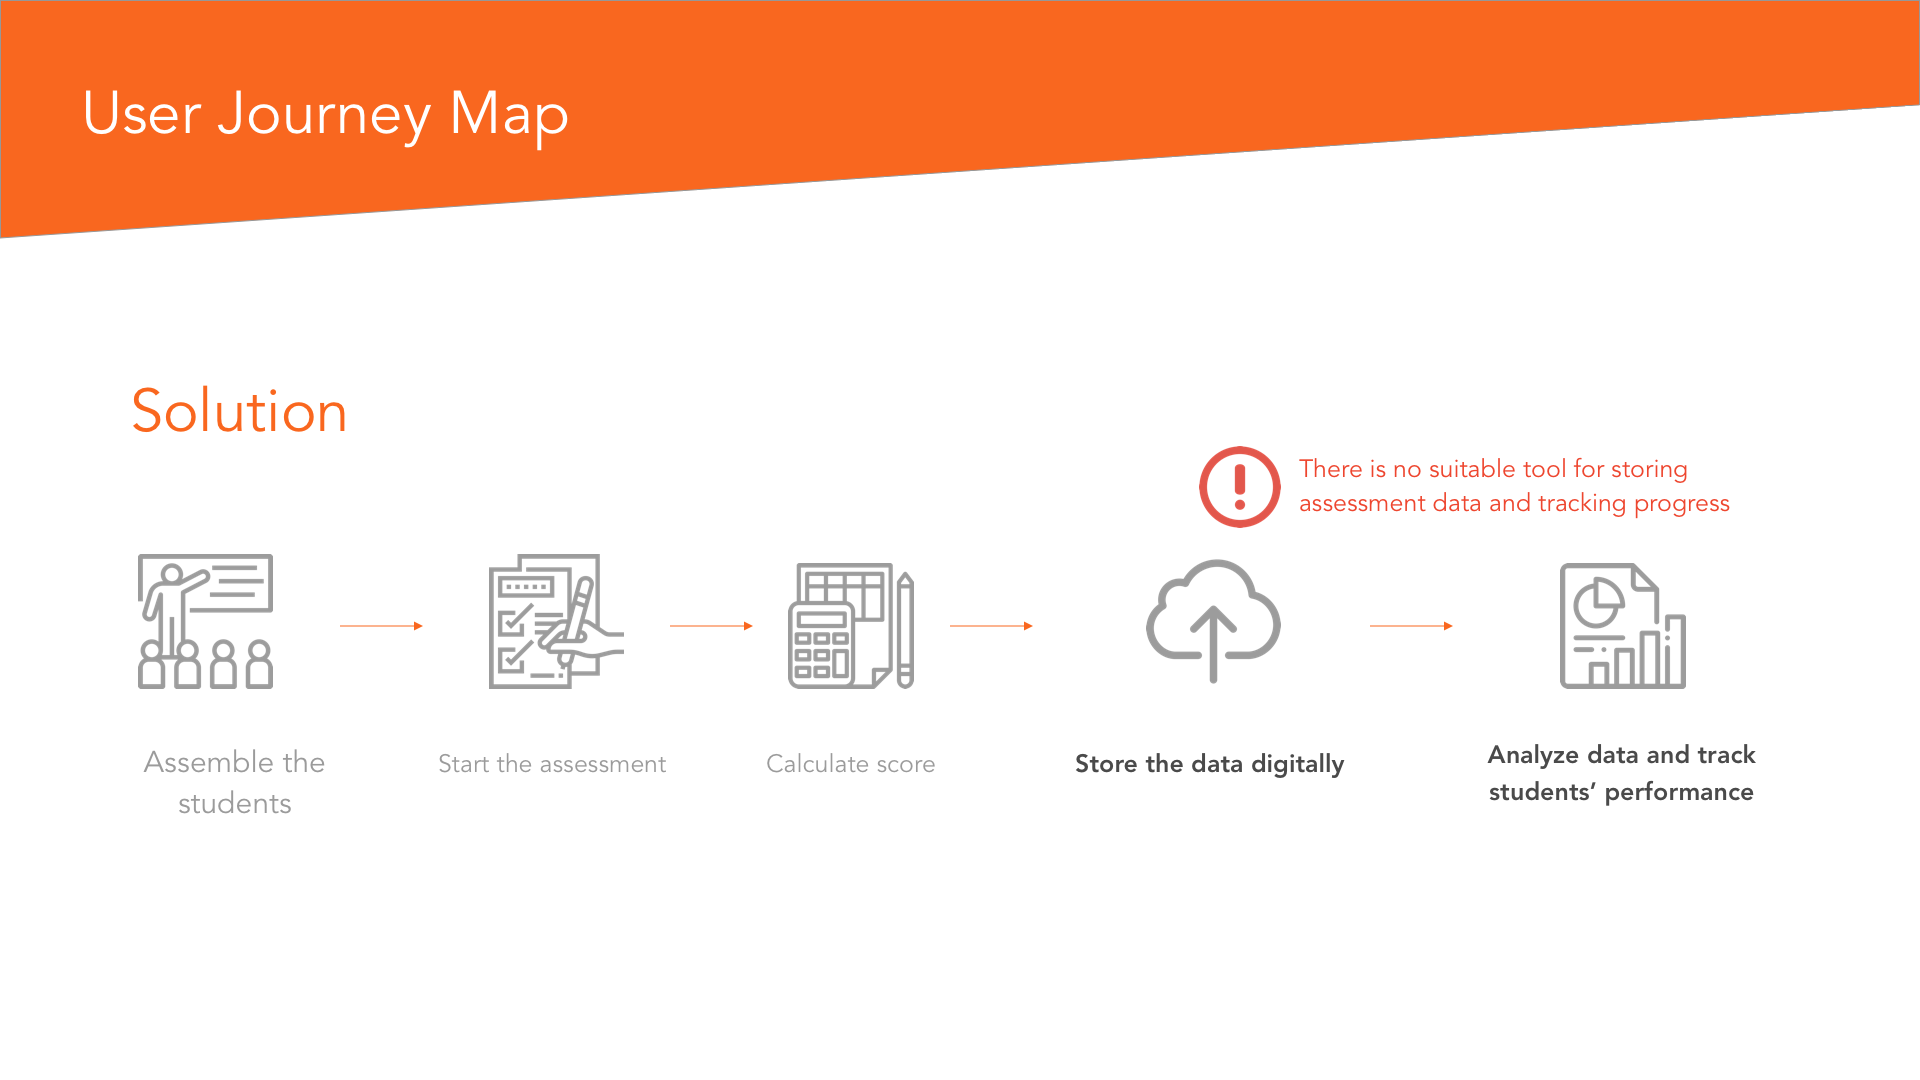 User Journey Map
Solution
There is no suitable tool for storing
assessment data and tracking progress
Assemble the
students
Start the assessment
Calculate score
Store the data digitally
Analyze data and track
students’ performance